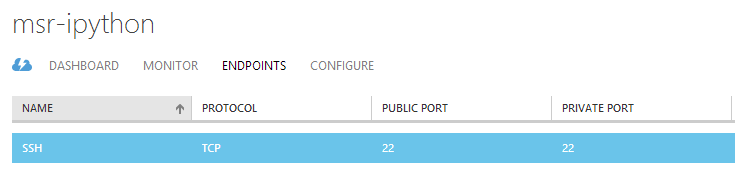 msr-ipython
DASHBOARD MONITOR ENDPOINTS CONFIGURE
NAME PROTOCOL PUBLIC PORT PRIVATE PORT
SSH TCP 22 22